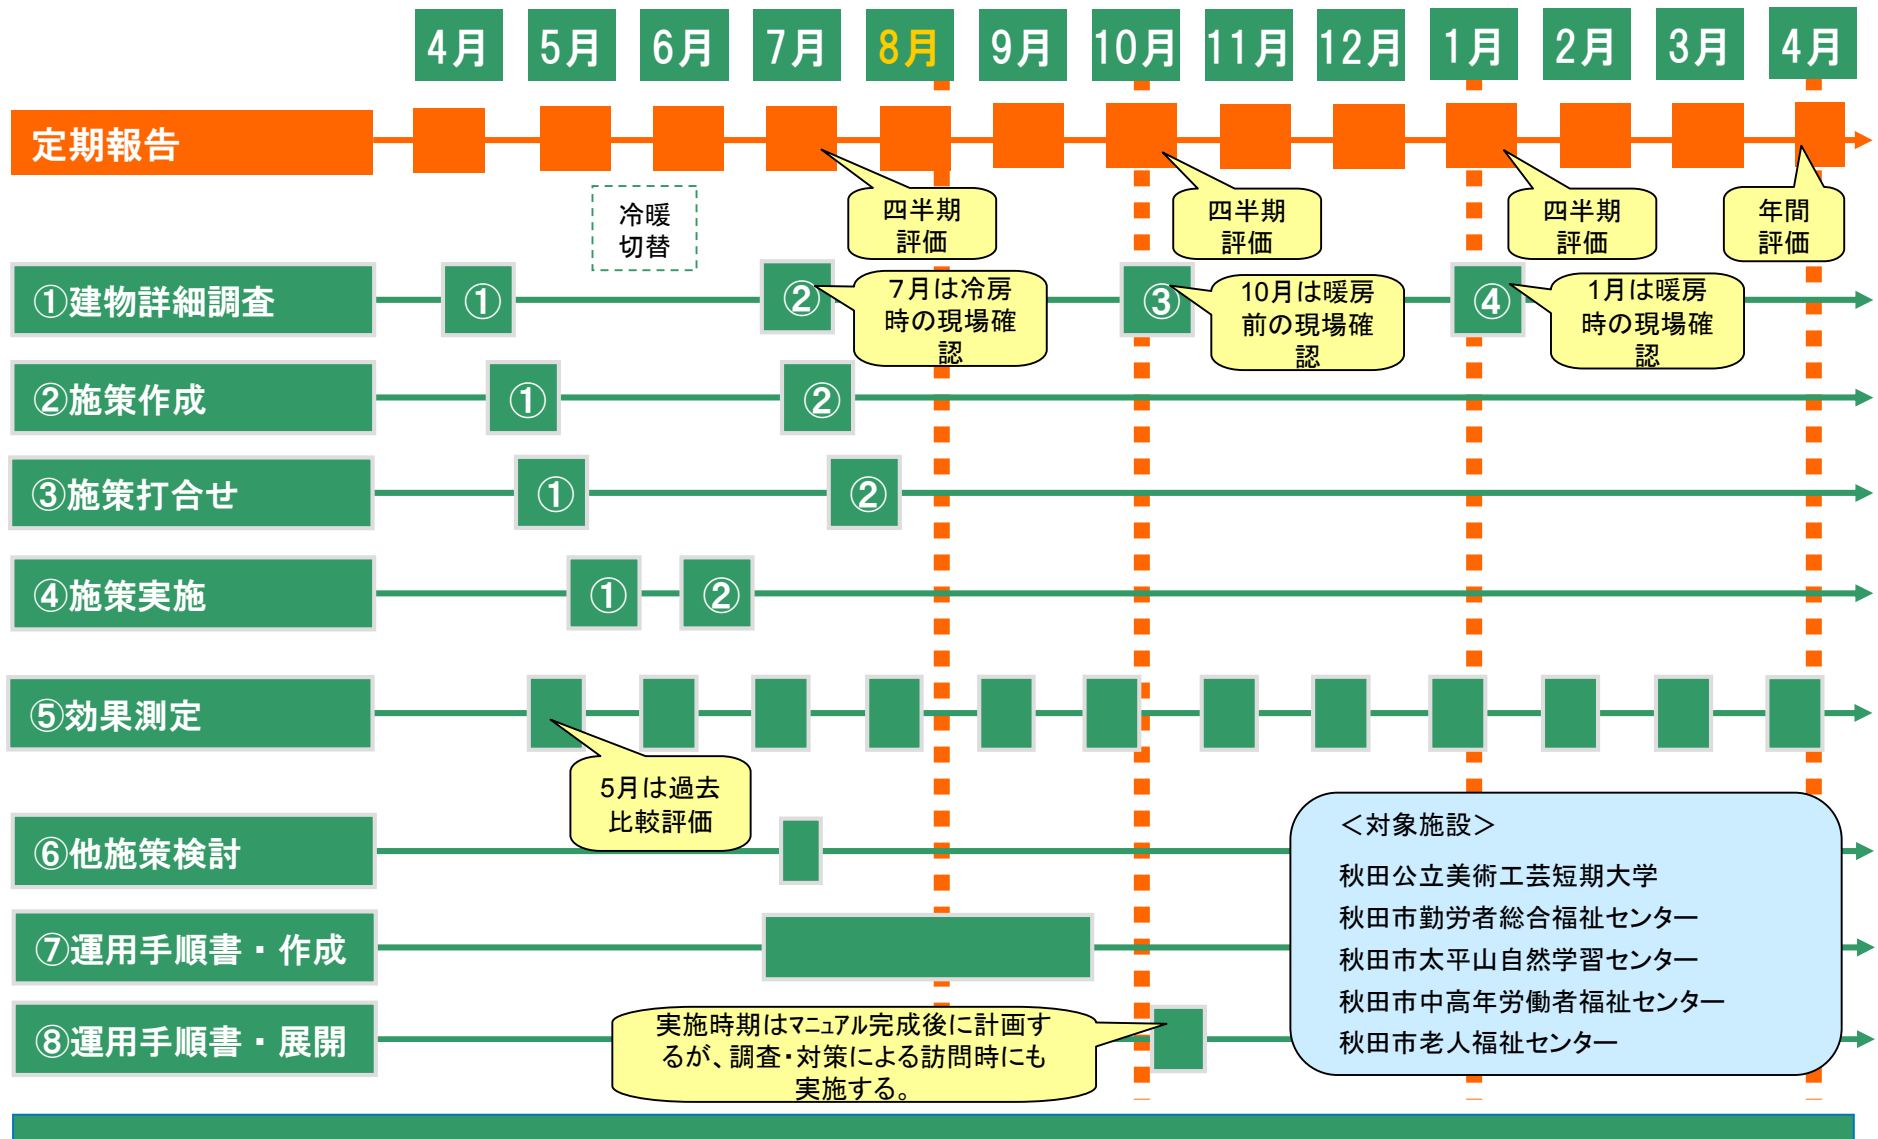 4月 5月 6月 7月 8月 9月 10月 11月 12月 1月 2月 3月 4月
定期報告
四半期
評価
四半期
評価
四半期
評価
年間
評価
冷暖
切替
①建物詳細調査
① ② ③ ④
7月は冷房
時の現場確
認
10月は暖房
前の現場確
認
1月は暖房
時の現場確
認
②施策作成
① ②
③施策打合せ
① ②
④施策実施
① ②
⑤効果測定
5月は過去
比較評価
⑥他施策検討
⑦運用手順書・作成
⑧運用手順書・展開
実施時期はマニュアル完成後に計画す
るが、調査・対策による訪問時にも
実施する。
＜対象施設＞
秋田公立美術工芸短期大学
秋田市勤労者総合福祉センター
秋田市太平山自然学習センター
秋田市中高年労働者福祉センター
秋田市老人福祉センター